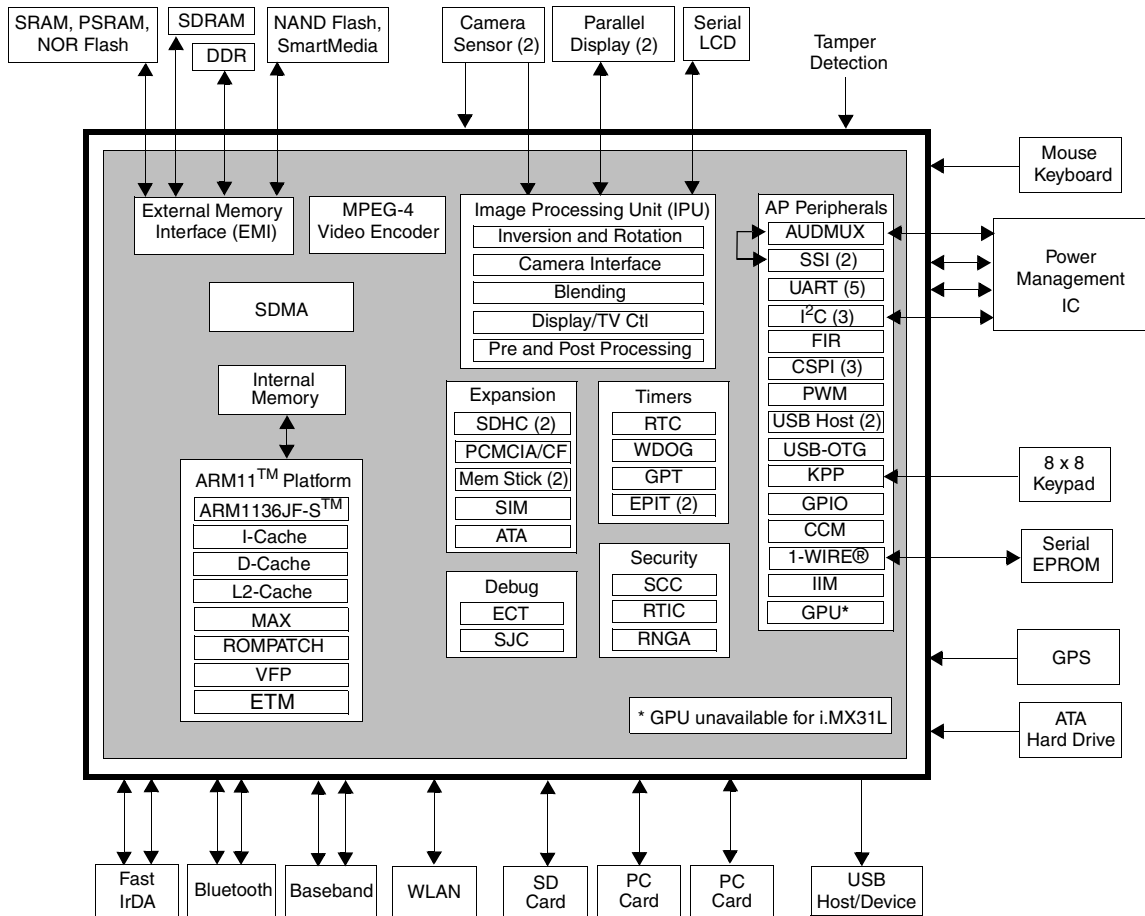 SRAM, PSRAM,
NOR Flash
SDRAM
DDR
NAND Flash,
SmartMedia
Camera
Sensor (2)
Parallel
Display (2)
Serial
LCD
Tamper
Detection
External Memory
Interface (EMI)
MPEG-4
Video Encoder
Image Processing Unit (IPU)
Inversion and Rotation
Camera Interface
Blending
Display/TV Ctl
Pre and Post Processing
AP Peripherals
AUDMUX
SSI (2)
UART (5)
I²C (3)
FIR
CSPI (3)
PWM
USB Host (2)
USB-OTG
KPP
GPIO
CCM
1-WIRE®
IIM
GPU*
Mouse
Keyboard
Power
Management
IC
8 x 8
Keypad
Serial
EPROM
GPS
ATA
Hard Drive
SDMA
Internal
Memory
ARM11™ Platform
ARM1136JF-S™
I-Cache
D-Cache
L2-Cache
MAX
ROMPATCH
VFP
ETM
Expansion
SDHC (2)
PCMCIA/CF
Mem Stick (2)
SIM
ATA
Timers
RTC
WDOG
GPT
EPIT (2)
Debug
ECT
SJC
Security
SCC
RTIC
RNGA
* GPU unavailable for i.MX31L
Fast
IrDA
Bluetooth
Baseband
WLAN
SD
Card
PC
Card
PC
Card
USB
Host/Device